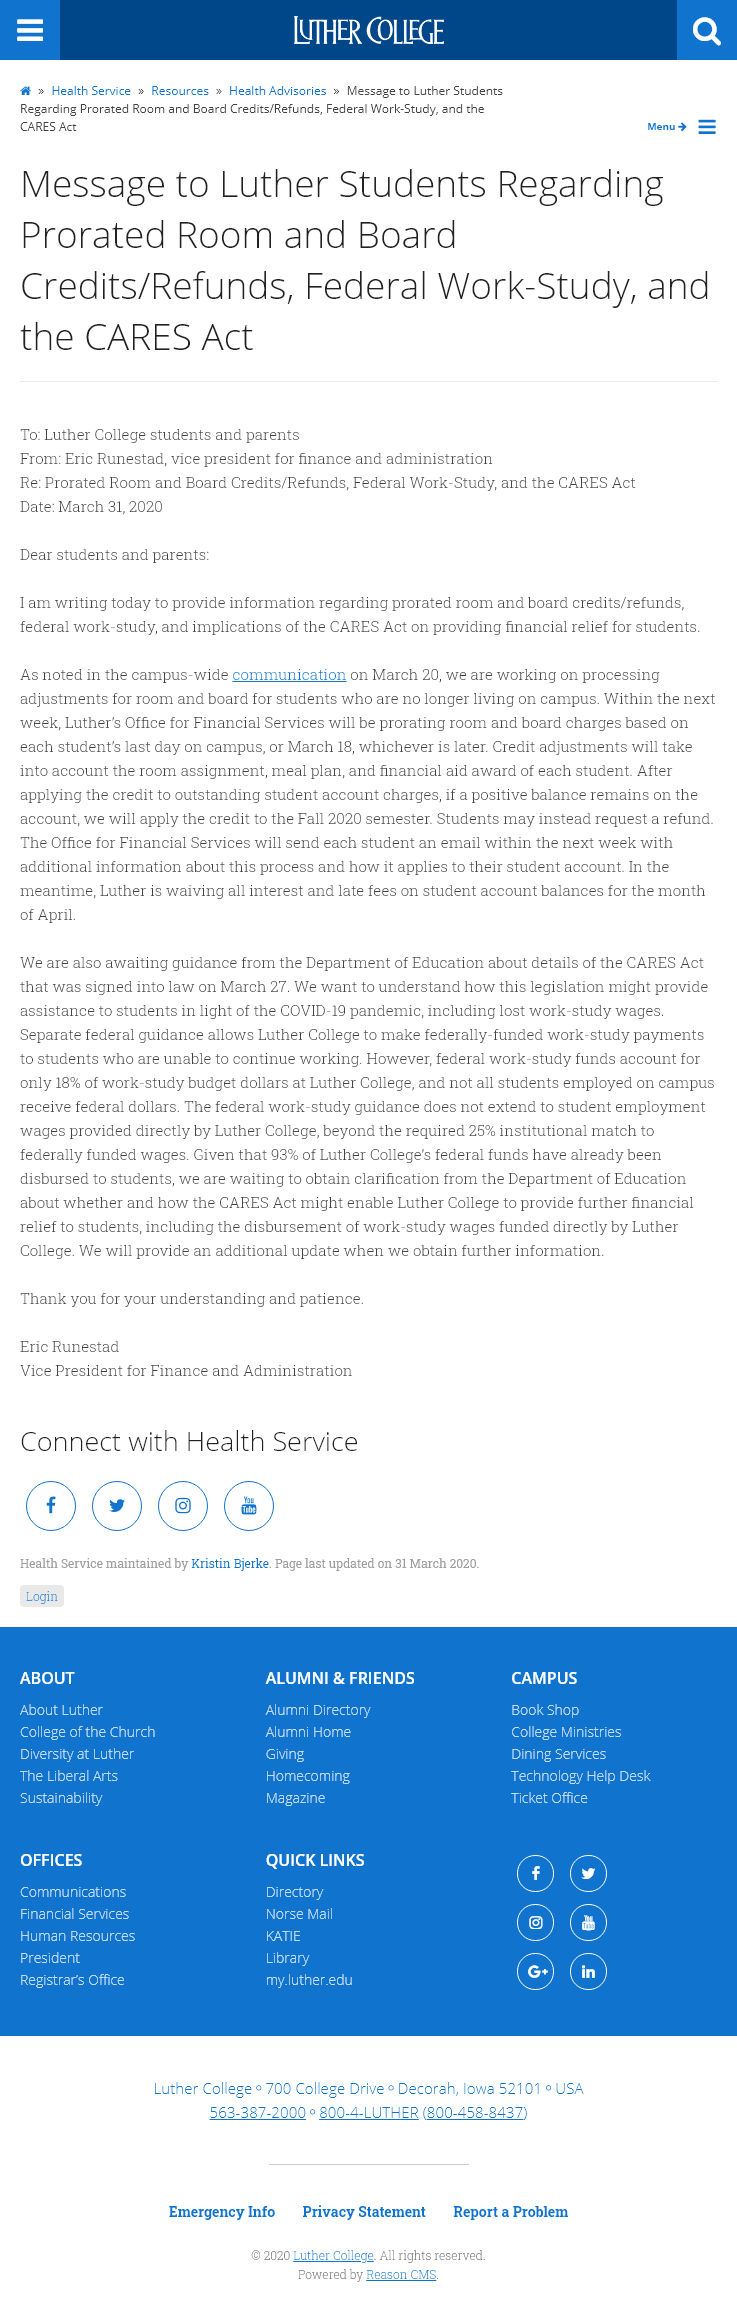 LUTHER COLLEGE
» Health Service » Resources » Health Advisories » Message to Luther Students
Regarding Prorated Room and Board Credits/Refunds, Federal Work-Study, and the
CARES Act
Menu
Message to Luther Students Regarding
Prorated Room and Board
Credits/Refunds, Federal Work-Study, and
the CARES Act
To: Luther College students and parents
From: Eric Runestad, vice president for finance and administration
Re: Prorated Room and Board Credits/Refunds, Federal Work-Study, and the CARES Act
Date: March 31, 2020
Dear students and parents:
I am writing today to provide information regarding prorated room and board credits/refunds,
federal work-study, and implications of the CARES Act on providing financial relief for students.
As noted in the campus-wide communication on March 20, we are working on processing
adjustments for room and board for students who are no longer living on campus. Within the next
week, Luther’s Office for Financial Services will be prorating room and board charges based on
each student’s last day on campus, or March 18, whichever is later. Credit adjustments will take
into account the room assignment, meal plan, and financial aid award of each student. After
applying the credit to outstanding student account charges, if a positive balance remains on the
account, we will apply the credit to the Fall 2020 semester. Students may instead request a refund.
The Office for Financial Services will send each student an email within the next week with
additional information about this process and how it applies to their student account. In the
meantime, Luther is waiving all interest and late fees on student account balances for the month
of April.
We are also awaiting guidance from the Department of Education about details of the CARES Act
that was signed into law on March 27. We want to understand how this legislation might provide
assistance to students in light of the COVID-19 pandemic, including lost work-study wages.
Separate federal guidance allows Luther College to make federally-funded work-study payments
to students who are unable to continue working. However, federal work-study funds account for
only 18% of work-study budget dollars at Luther College, and not all students employed on campus
receive federal dollars. The federal work-study guidance does not extend to student employment
wages provided directly by Luther College, beyond the required 25% institutional match to
federally funded wages. Given that 93% of Luther College’s federal funds have already been
disbursed to students, we are waiting to obtain clarification from the Department of Education
about whether and how the CARES Act might enable Luther College to provide further financial
relief to students, including the disbursement of work-study wages funded directly by Luther
College. We will provide an additional update when we obtain further information.
Thank you for your understanding and patience.
Eric Runestad
Vice President for Finance and Administration
Connect with Health Service
You Tube
Health Service maintained by Kristin Bjerke. Page last updated on 31 March 2020.
Login
ABOUT
About Luther
College of the Church
Diversity at Luther
The Liberal Arts
Sustainability
ALUMNI & FRIENDS
Alumni Directory
Alumni Home
Giving
Homecoming
Magazine
CAMPUS
Book Shop
College Ministries
Dining Services
Technology Help Desk
Ticket Office
OFFICES
Communications
Financial Services
Human Resources
President
Registrar’s Office
QUICK LINKS
Directory
Norse Mail
KATIE
Library
my.luther.edu
You Tube
G+ in
Luther College º 700 College Drive º Decorah, Iowa 52101 º USA
563-387-2000 º 800-4-LUTHER (800-458-8437)
Emergency Info Privacy Statement Report a Problem
© 2020 Luther College. All rights reserved.
Powered by Reason CMS.